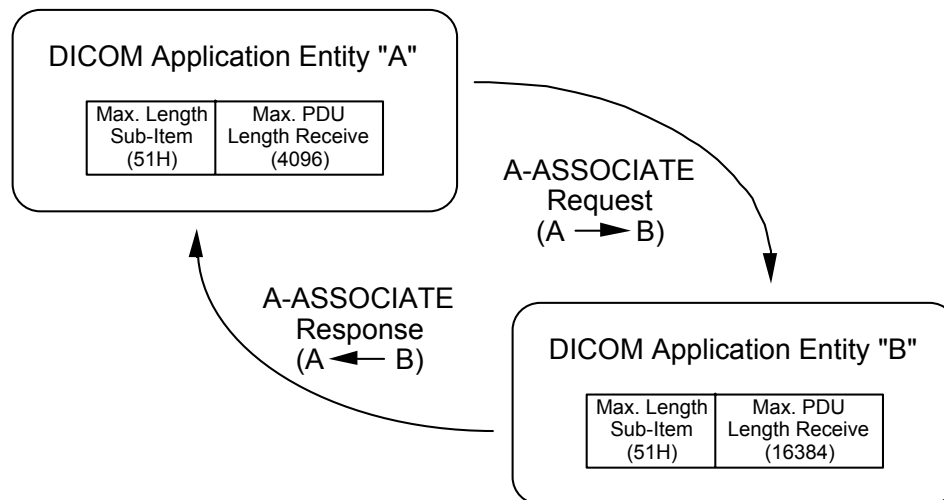 DICOM Application Entity "A"
Max. Length
Sub-Item
(51H)
Max. PDU
Length Receive
(4096)
A-ASSOCIATE
Request
(A → B)
A-ASSOCIATE
Response
(A ← B)
DICOM Application Entity "B"
Max. Length
Sub-Item
(51H)
Max. PDU
Length Receive
(16384)